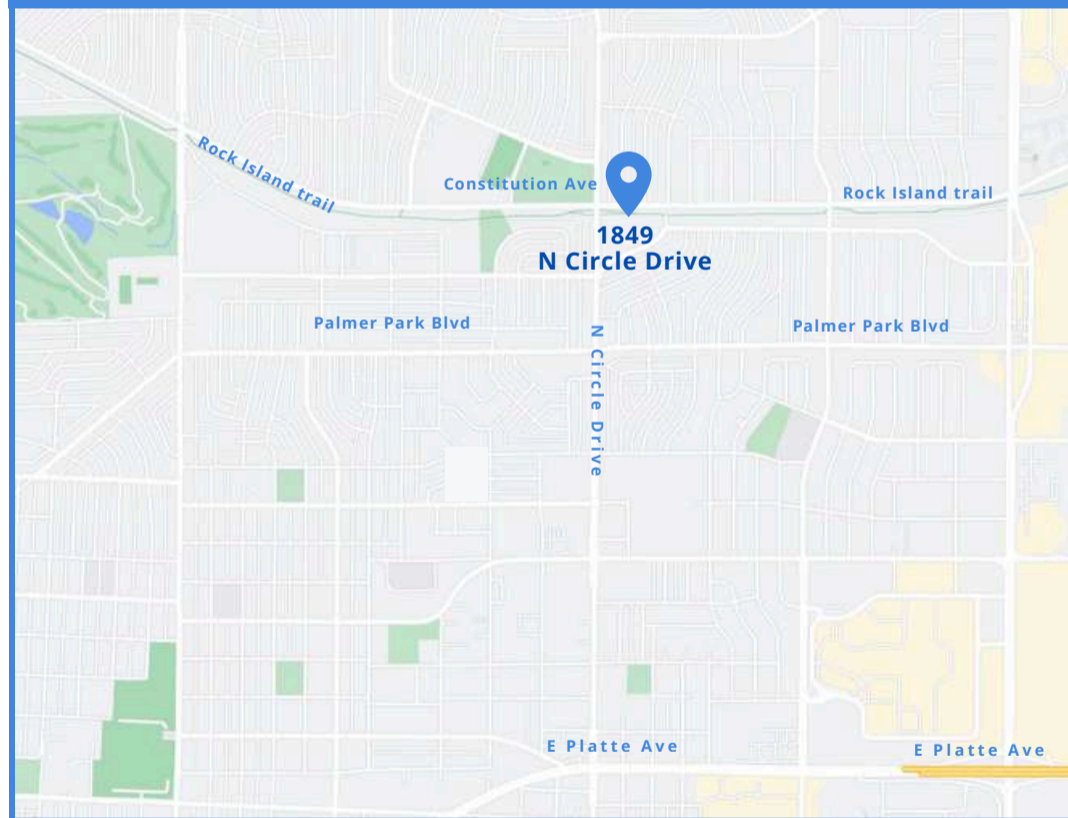 Rock Island trail
Constitution Ave
Rock Island trail
1849
N Circle Drive
Palmer Park Blvd
Palmer Park Blvd
N Circle Drive
E Platte Ave
E Platte Ave